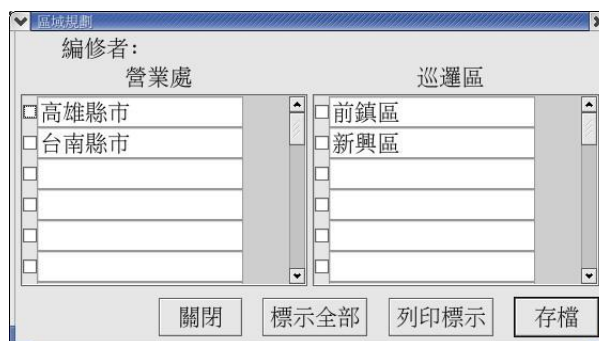 區域規劃
編修者:
營業處
巡邏區
高雄縣市
前鎮區
台南縣市
新興區
關閉
標示全部
列印標示
存檔